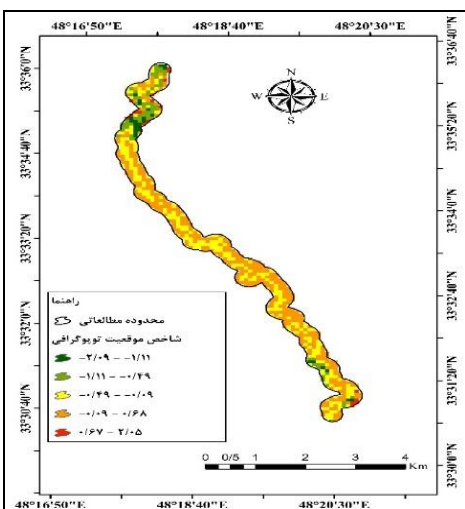 48°16'50"E 48°18'40"E 48°20'30"E
33°36'0"N
33°34'40"N
33°33'20"N
33°32'0"N
33°30'40"N
33°36'40"N
33°35'20"N
33°34'0"N
33°32'40"N
33°31'20"N
33°30'0"N
N
W E
S
راهنما
محدوده مطالعاتی
شاخص موقعیت توپوگرافی
-۲/۰۹ - -۱/۱۱
-۱/۱۱ - -۰/۴۹
-۰/۴۹ - -۰/۰۹
-۰/۰۹ - ۰/۶۸
۰/۶۷ - ۲/۰۵
0 0/5 1 2 3 4
Km
48°16'50"E 48°18'40"E 48°20'30"E